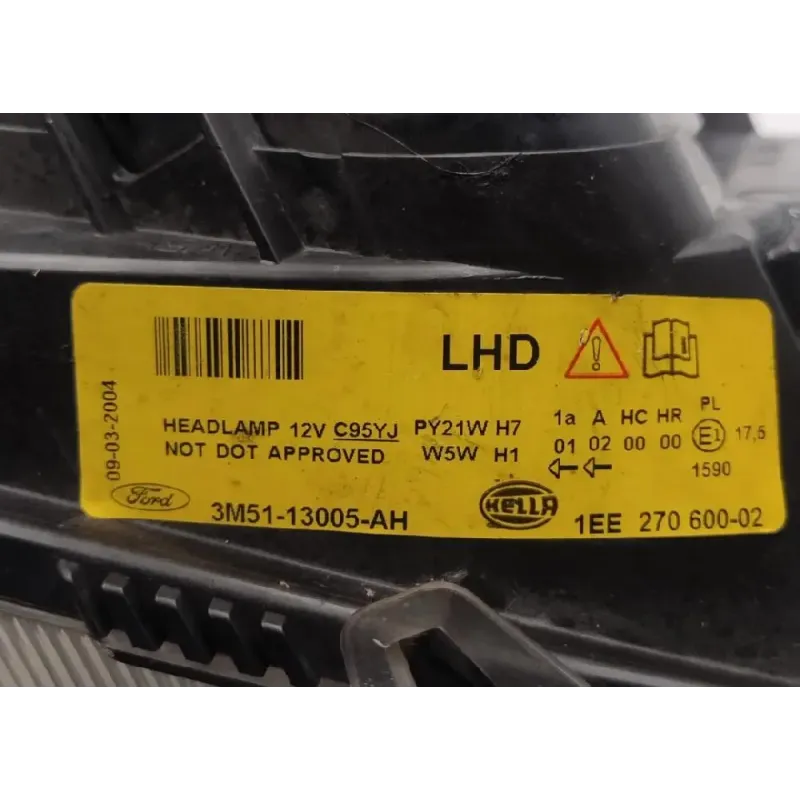 LHD
09-03-2004
HEADLAMP 12V C95YJ PY21W H7
NOT DOT APPROVED W5W H1
1a A HC HR PL
01 02 00 00 E1 17,5
1590
Ford 3M51-13005-AH HELLA 1EE 270 600-02